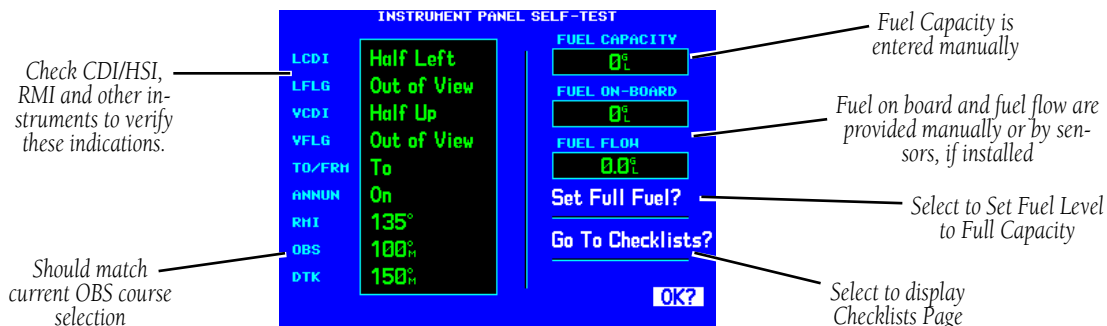 INSTRUMENT PANEL SELF-TEST
Check CDI/HSI,
RMI and other in-
struments to verify
these indications.
Should match
current OBS course
selection
LCDI Half Left
LFLG Out of View
VCDI Half Up
VFLG Out of View
TO/FRM To
ANNUN On
RMI 135°
OBS 100°M
DTK 150°M
FUEL CAPACITY
0GL
FUEL ON-BOARD
0GL
FUEL FLOW
0.0GL
Set Full Fuel?
Go To Checklists?
OK?
Fuel Capacity is
entered manually
Fuel on board and fuel flow are
provided manually or by sen-
sors, if installed
Select to Set Fuel Level
to Full Capacity
Select to display
Checklists Page